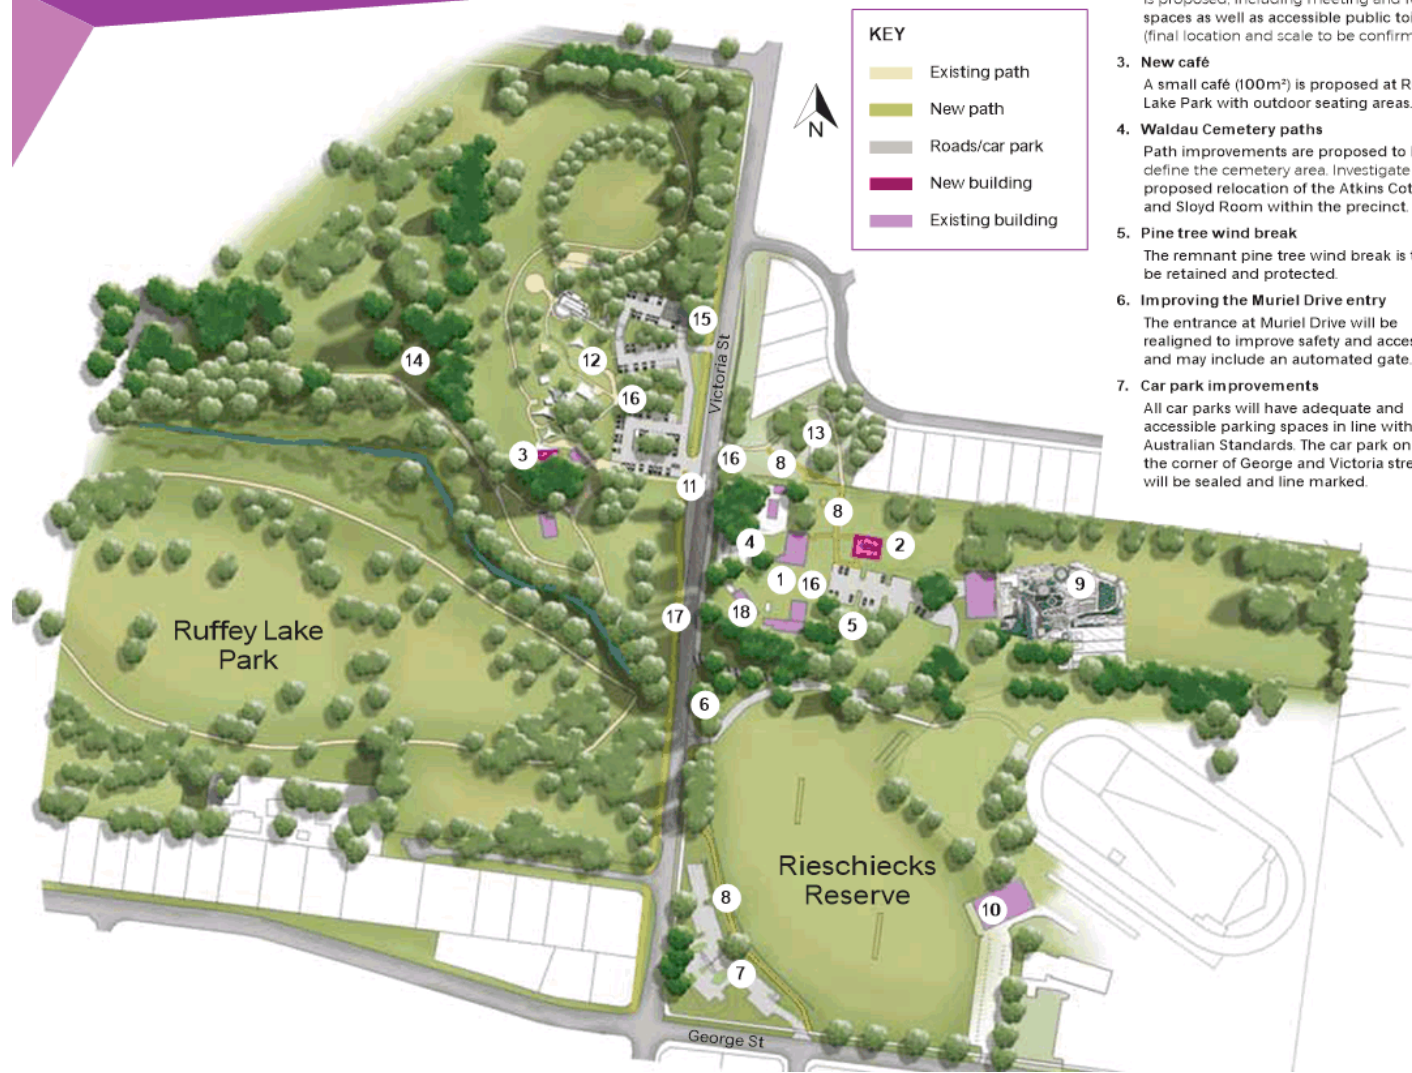 KEY
Existing path
New path
Roads/car park
New building
Existing building
N
is proposed, including meeting and
spaces as well as accessible public
(final location and scale to be
3. New café
A small café (100m²) is proposed at
Lake Park with outdoor seating areas.
4. Waldau Cemetery paths
Path improvements are proposed to
define the cemetery area. Investigate
proposed relocation of the Atkins
and Sloyd Room within the precinct.
5. Pine tree wind break
The remnant pine tree wind break is
be retained and protected.
6. Improving the Muriel Drive entry
The entrance at Muriel Drive will be
realigned to improve safety and
and may include an automated gate.
7. Car park improvements
All car parks will have adequate and
accessible parking spaces in line with
Australian Standards. The car park on
the corner of George and Victoria
will be sealed and line marked.
15
12
14
Victoria St
16
13
3
16
8
11
8
4
2
1
16
9
17
18
5
Ruffey Lake
Park
6
Rieschiecks
Reserve
8
10
7
George St